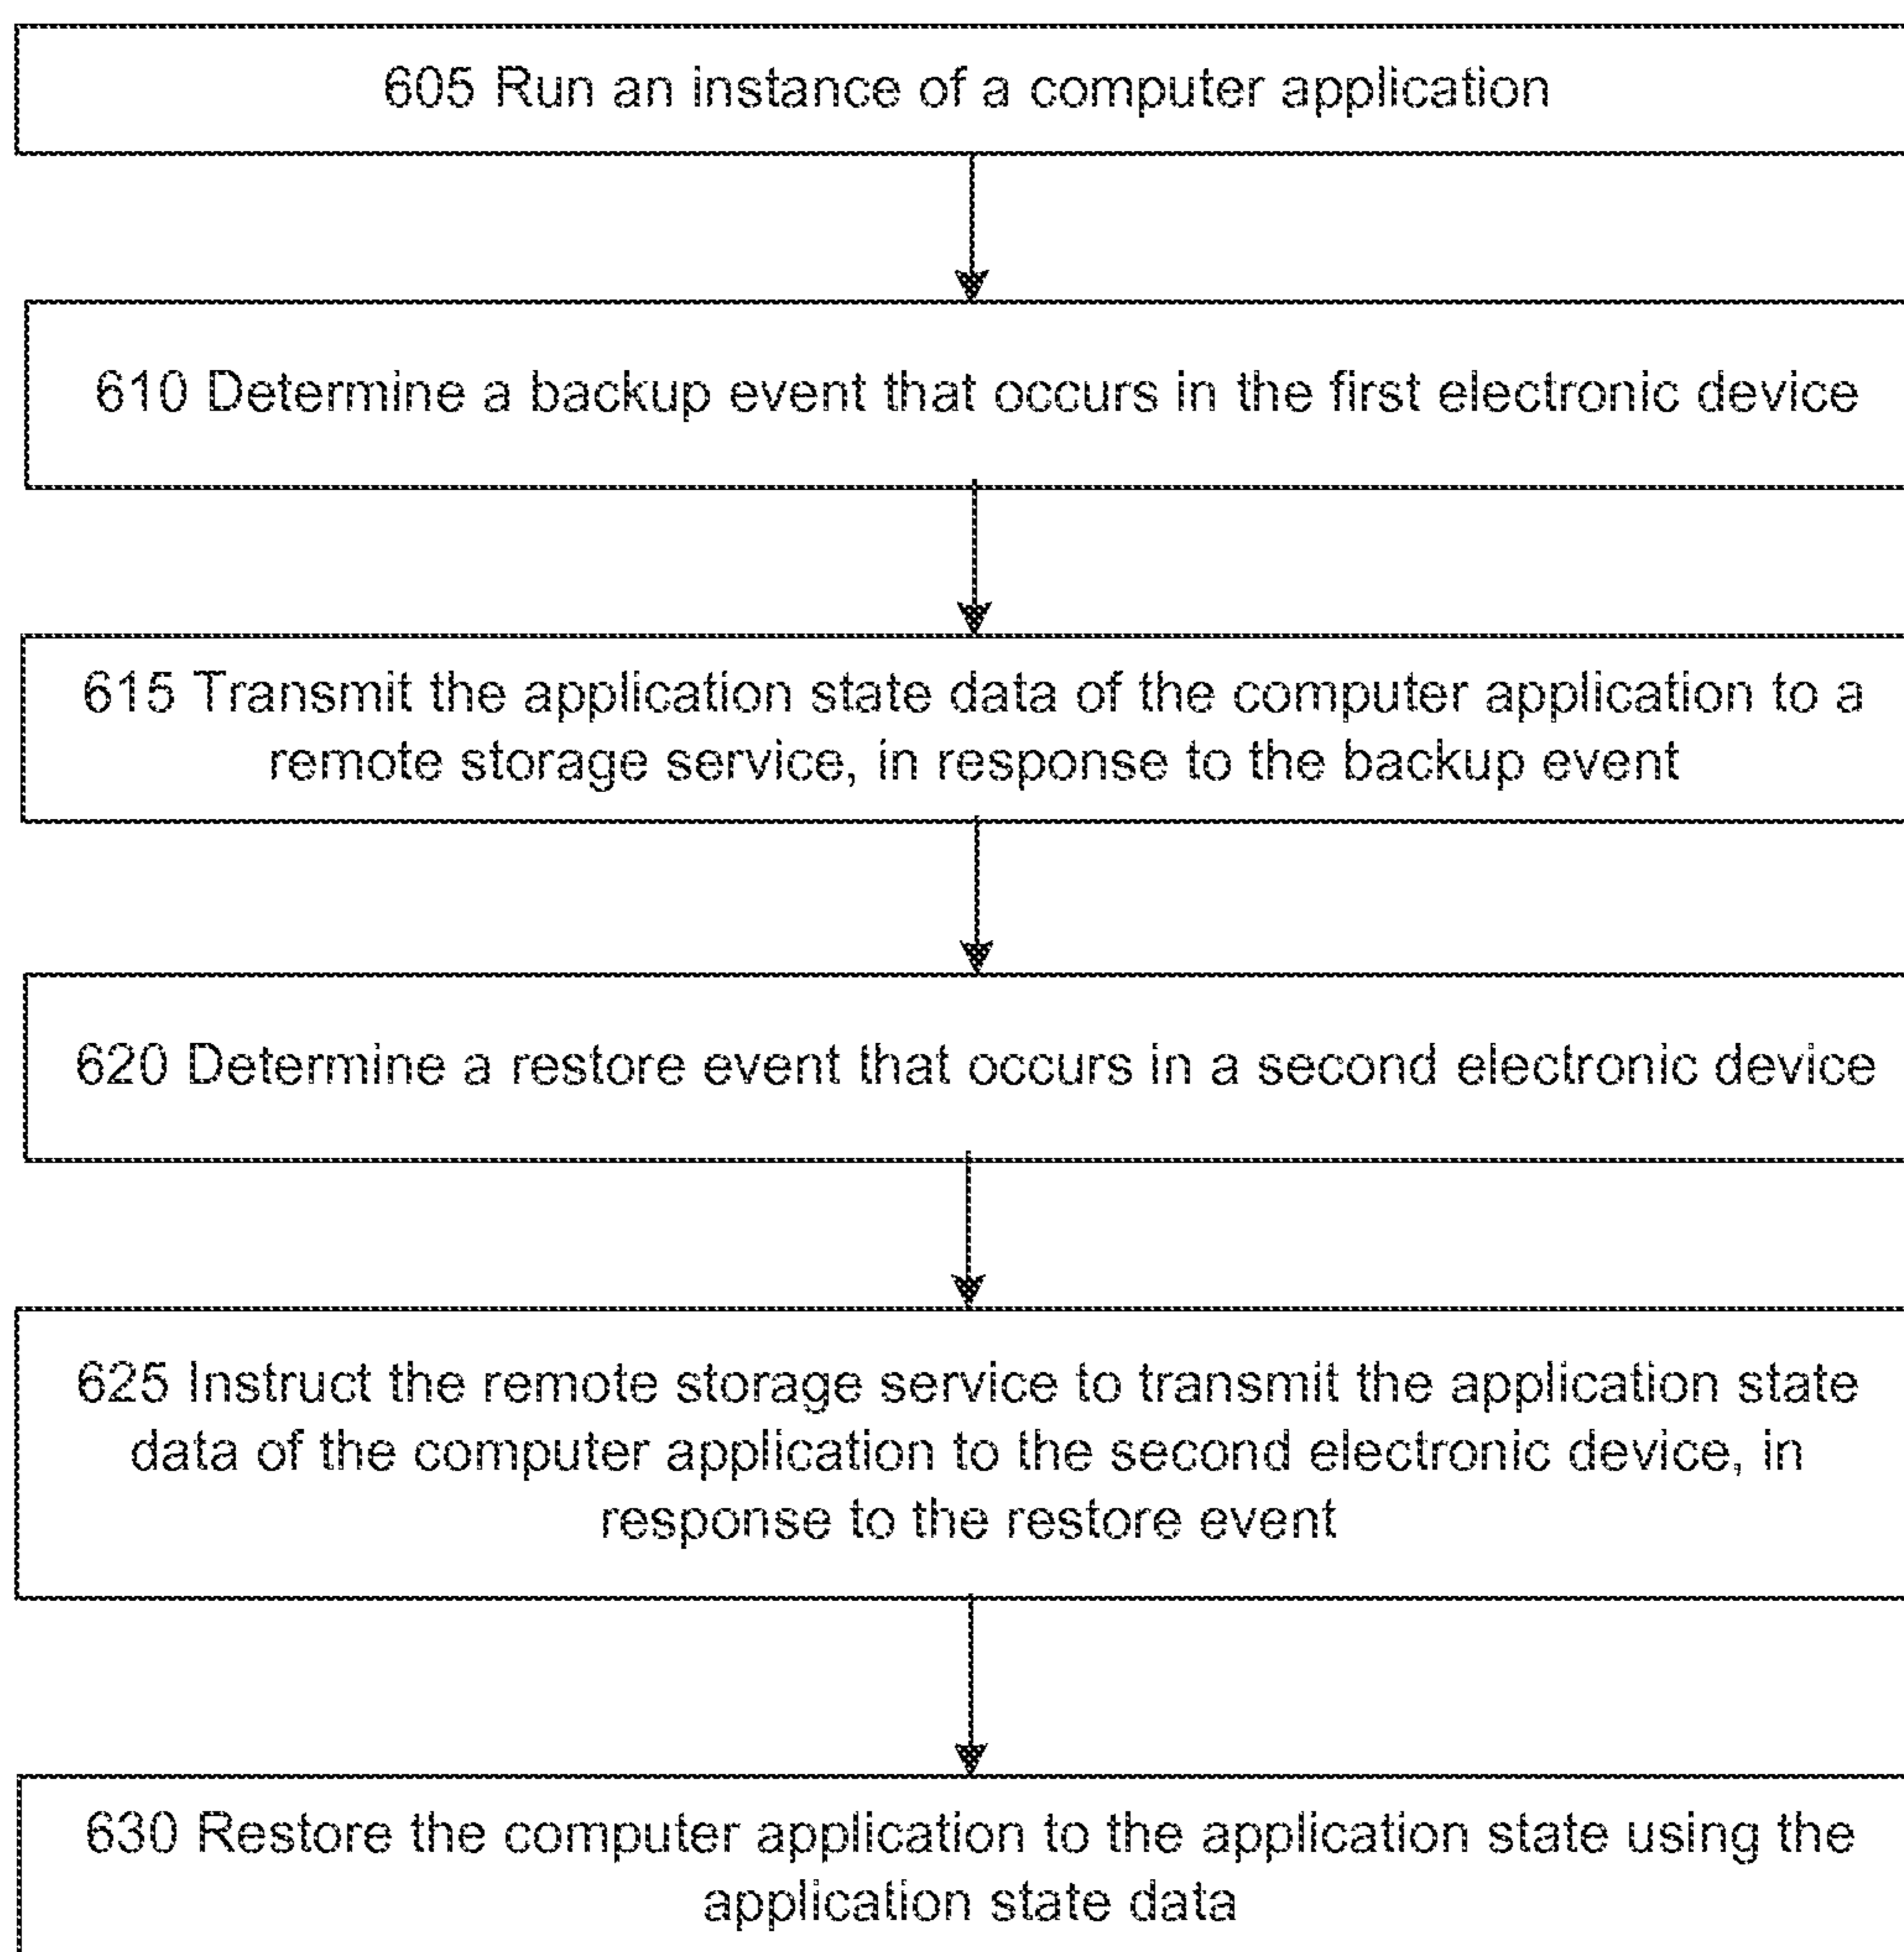 605 Run an instance of a computer application
610 Determine a backup event that occurs in the first electronic device
615 Transmit the application state data of the computer application to a
remote storage service, in response to the backup event
620 Determine a restore event that occurs in a second electronic device
625 Instruct the remote storage service to transmit the application state
data of the computer application to the second electronic device, in
response to the restore event
630 Restore the computer application to the application state using the
application state data